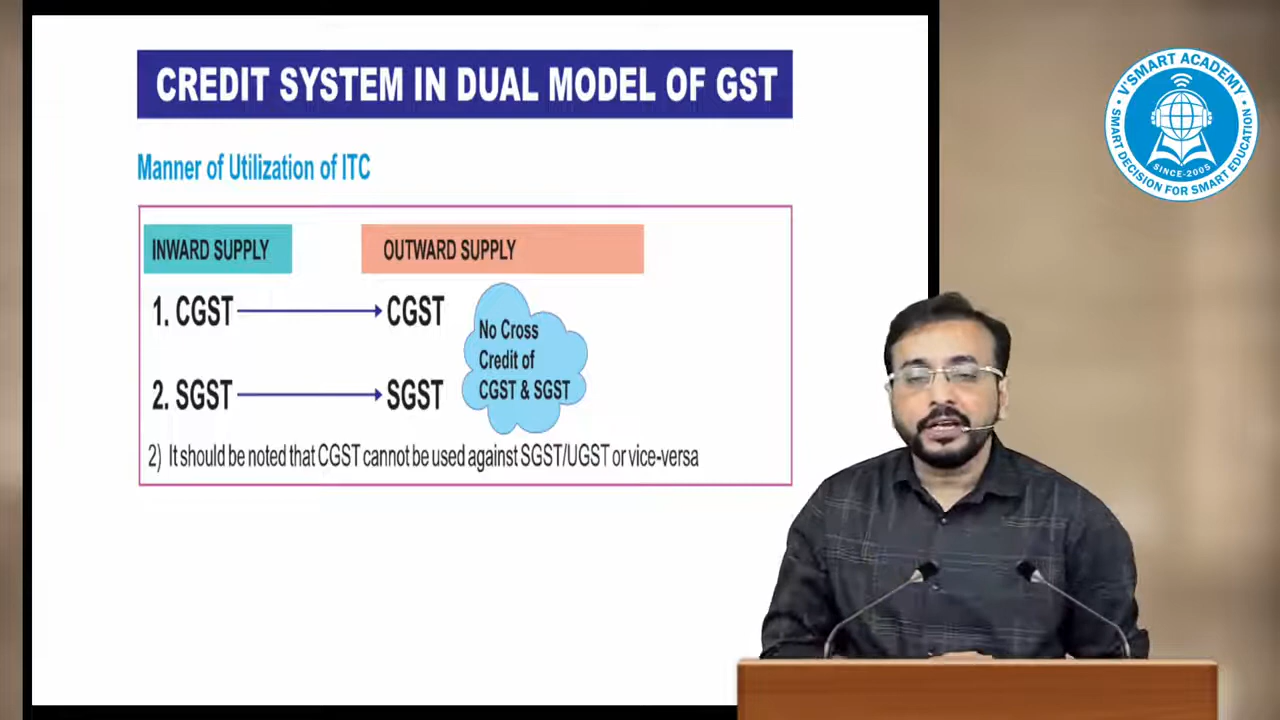 CREDIT SYSTEM IN DUAL MODEL OF GST
Manner of Utilization of ITC
INWARD SUPPLY
OUTWARD SUPPLY
1. CGST
CGST
2. SGST
SGST
No Cross
Credit of
CGST & SGST
2) It should be noted that CGST cannot be used against SGST/UGST or vice-versa
V'SMART ACADEMY
SINCE-2005
SMART DECISION FOR SMART EDUCATION